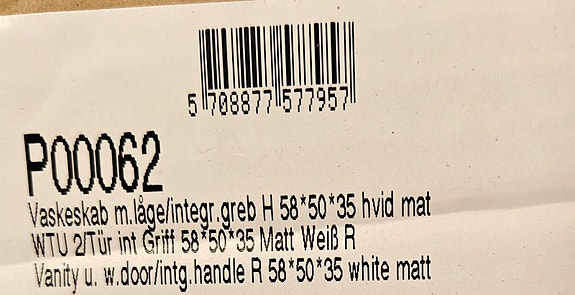 5 708877 577957
P00062
Vaskeskab m.låge/integr.greb H 58*50*35 hvid mat
WTU 2/Tür int Griff 58*50*35 Matt Weiß R
Vanity u. w.door/intg.handle R 58*50*35 white matt